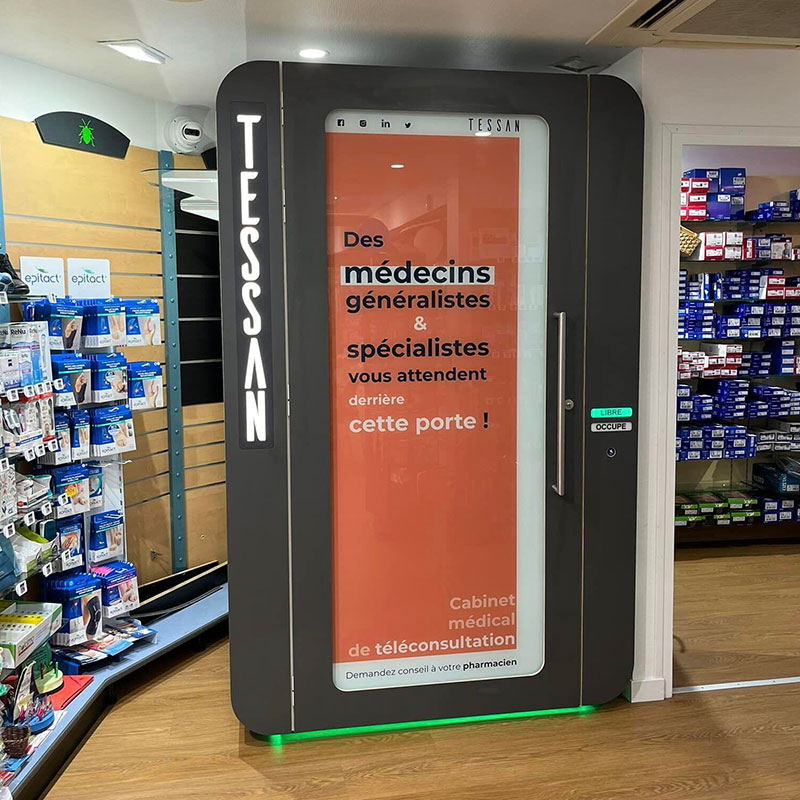 TESSAN
TESSAN
Des
médecins
généralistes
&
spécialistes
vous attendent
derrière
cette porte !
LIBRE
OCCUPE
Cabinet
médical
de téléconsultation
Demandez conseil à votre pharmacien
epitact
epitact